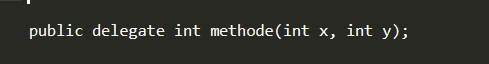 public delegate int methode(int x, int y);